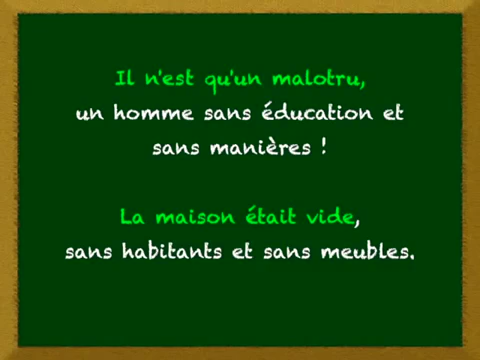 Il n'est qu'un malotru,
un homme sans éducation et
sans manières !
La maison était vide,
sans habitants et sans meubles.